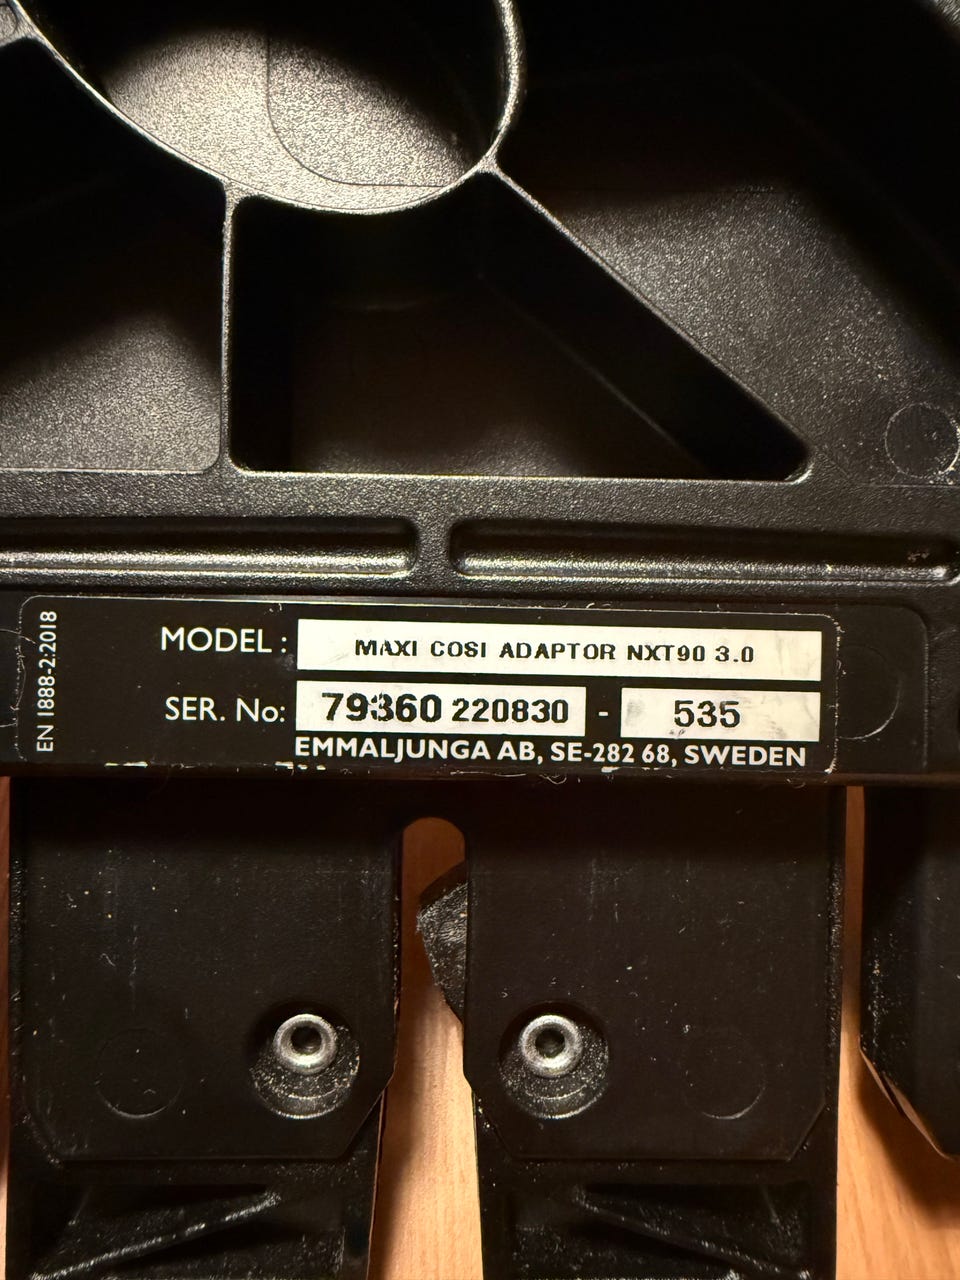 EN 1888-2:2018
MODEL : MAXI COSI ADAPTOR NXT90 3.0
SER. No: 79360 220830 - 535
EMMALJUNGA AB, SE-282 68, SWEDEN